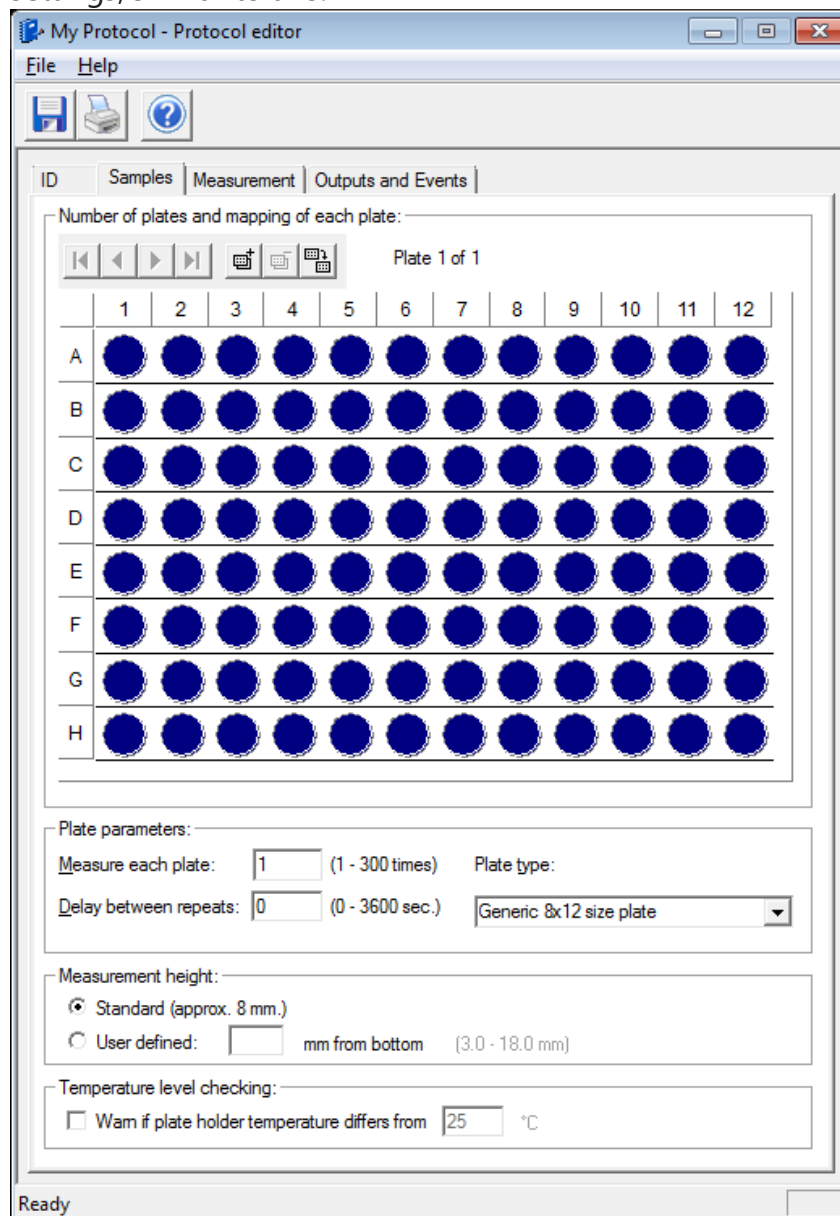 My Protocol - Protocol editor
File Help
ID Samples Measurement Outputs and Events
Number of plates and mapping of each plate:
Plate 1 of 1
1 2 3 4 5 6 7 8 9 10 11 12
A
B
C
D
E
F
G
H
Plate parameters:
Measure each plate: 1 (1 - 300 times) Plate type:
Delay between repeats: 0 (0 - 3600 sec.) Generic 8x12 size plate
Measurement height:
Standard (approx. 8 mm.)
User defined: mm from bottom (3.0 - 18.0 mm)
Temperature level checking:
Warn if plate holder temperature differs from 25 °C
Ready